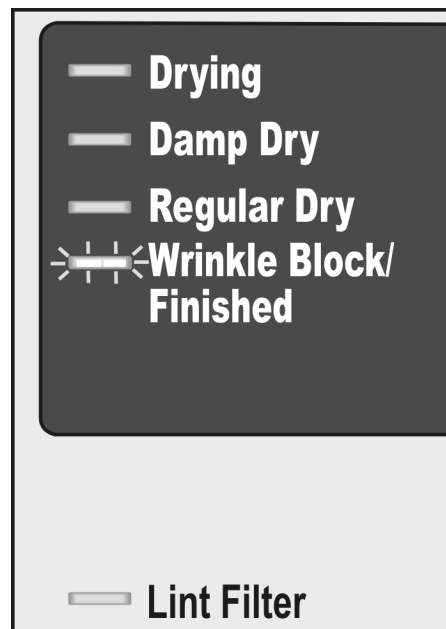 Drying
Damp Dry
Regular Dry
Wrinkle Block/
Finished
Lint Filter